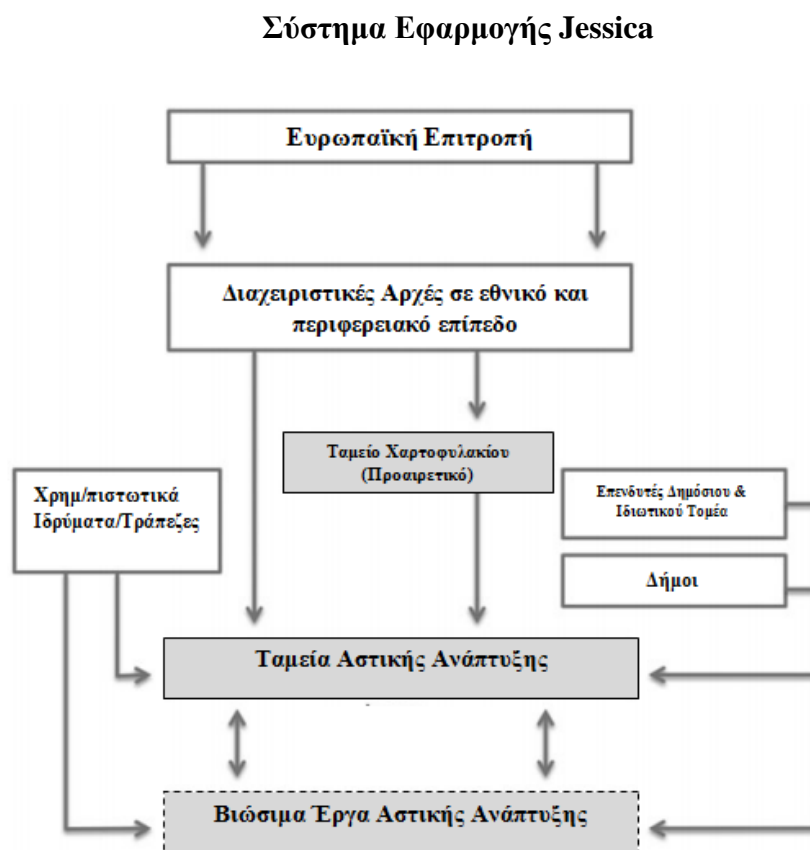 Σύστημα Εφαρμογής Jessica
Ευρωπαϊκή Επιτροπή
Διαχειριστικές Αρχές σε εθνικό και
περιφερειακό επίπεδο
Ταμείο Χαρτοφυλακίου
(Προαιρετικό)
Χρημ/πιστωτικά
Ιδρύματα/Τράπεζες
Επενδυτές Δημόσιου &
Ιδιωτικού Τομέα
Δήμοι
Ταμεία Αστικής Ανάπτυξης
Βιώσιμα Έργα Αστικής Ανάπτυξης